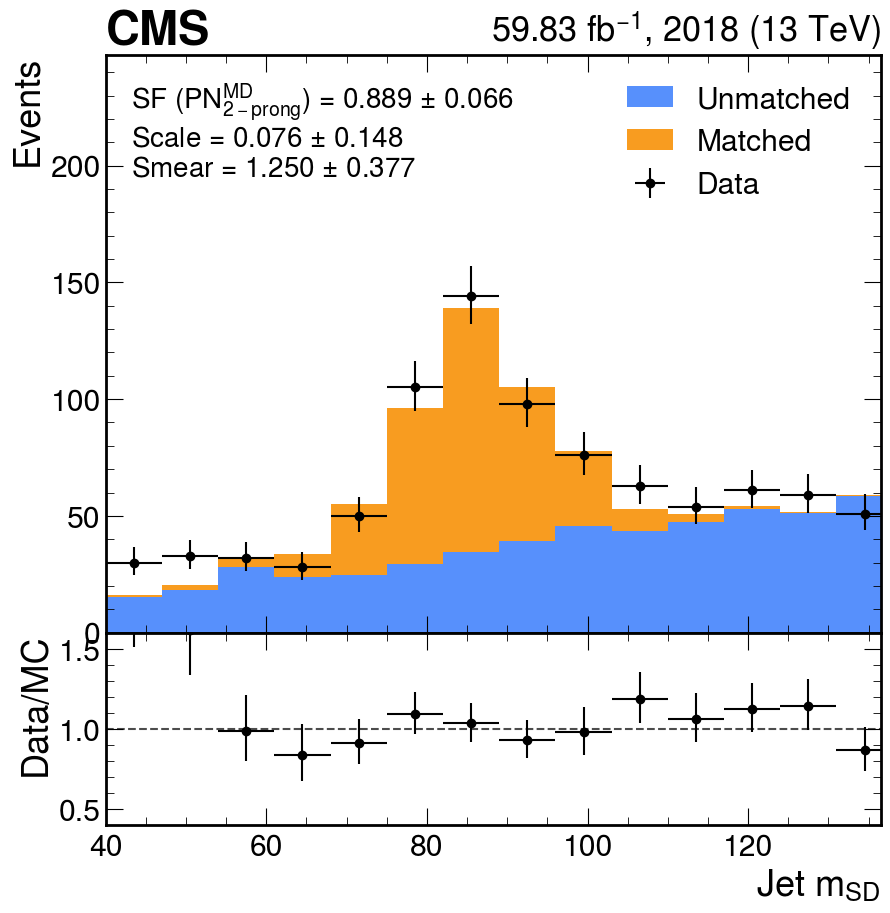 CMS 59.83 fb⁻¹, 2018 (13 TeV)
Events
SF (PN^MD_2−prong) = 0.889 ± 0.066
Scale = 0.076 ± 0.148
Smear = 1.250 ± 0.377
Unmatched
Matched
Data
200
150
100
50
0
Data/MC
1.5
1.0
0.5
40 60 80 100 120
Jet m_SD